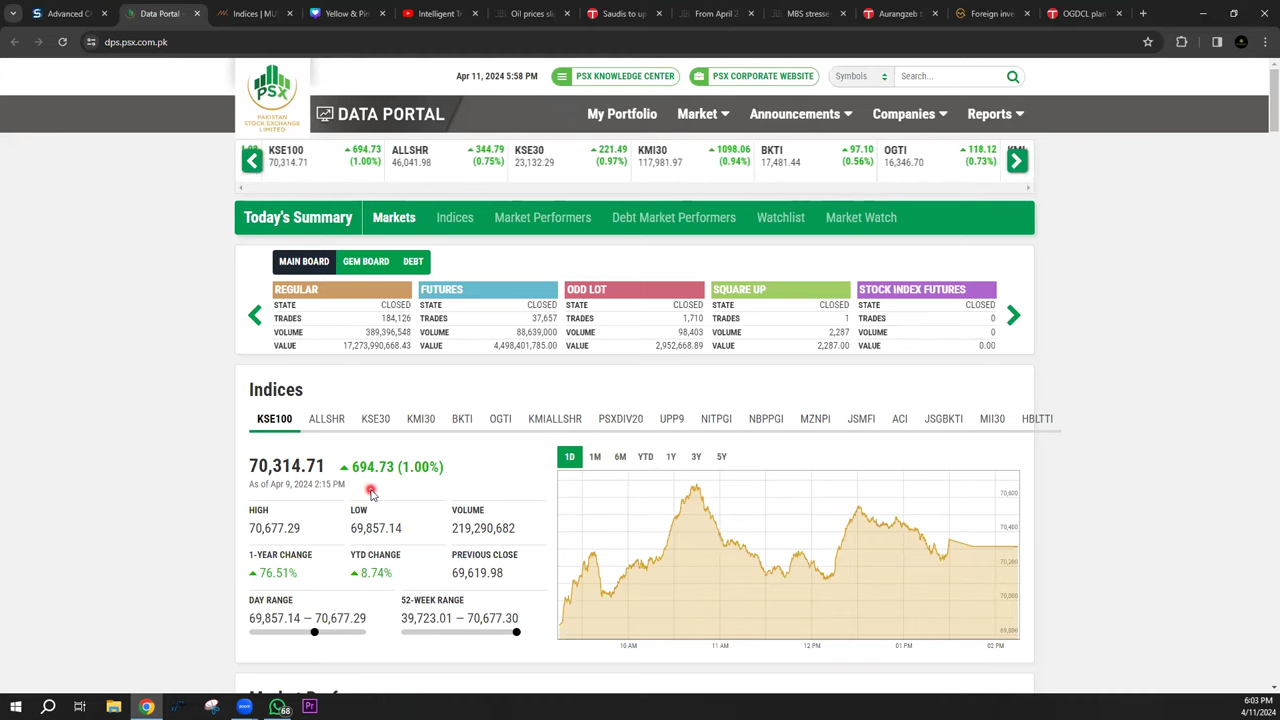 Advanced C
Data Portal -
Indices | MU
Yellow & Pin
Intelligent T
Oil prices sli
Saudis to up
From April 2
MBS stresse
Aurangzeb t
Foreign inve
OGDCL plan
dps.psx.com.pk
PSX
PAKISTAN
STOCK EXCHANGE
LIMITED
Apr 11, 2024 5:58 PM
PSX KNOWLEDGE CENTER
PSX CORPORATE WEBSITE
Symbols
Search...
DATA PORTAL
My Portfolio
Market
Announcements
Companies
Reports
KSE100 694.73
70,314.71 (1.00%)
ALLSHR 344.79
46,041.98 (0.75%)
KSE30 221.49
23,132.29 (0.97%)
KMI30 1098.06
117,981.97 (0.94%)
BKTI 97.10
17,481.44 (0.56%)
OGTI 118.12
16,346.70 (0.73%)
Today's Summary
Markets
Indices
Market Performers
Debt Market Performers
Watchlist
Market Watch
MAIN BOARD GEM BOARD DEBT
REGULAR
STATE CLOSED
TRADES 184,126
VOLUME 389,396,548
VALUE 17,273,990,668.43
FUTURES
STATE CLOSED
TRADES 37,657
VOLUME 88,639,000
VALUE 4,498,401,785.00
ODD LOT
STATE CLOSED
TRADES 1,710
VOLUME 98,403
VALUE 2,952,668.89
SQUARE UP
STATE CLOSED
TRADES 1
VOLUME 2,287
VALUE 2,287.00
STOCK INDEX FUTURES
STATE CLOSED
TRADES 0
VOLUME 0
VALUE 0.00
Indices
KSE100 ALLSHR KSE30 KMI30 BKTI OGTI KMIALLSHR PSXDIV20 UPP9 NITPGI NBPPGI MZNPI JSMFI ACI JSGBKTI MII30 HBLTTI
70,314.71 694.73 (1.00%)
As of Apr 9, 2024 2:15 PM
HIGH
70,677.29
LOW
69,857.14
VOLUME
219,290,682
1-YEAR CHANGE
76.51%
YTD CHANGE
8.74%
PREVIOUS CLOSE
69,619.98
DAY RANGE
69,857.14 — 70,677.29
52-WEEK RANGE
39,723.01 — 70,677.30
1D 1M 6M YTD 1Y 3Y 5Y
70,600
70,400
70,200
70,000
10 AM 11 AM 12 PM 01 PM 02 PM
68
6:03 PM
4/11/2024